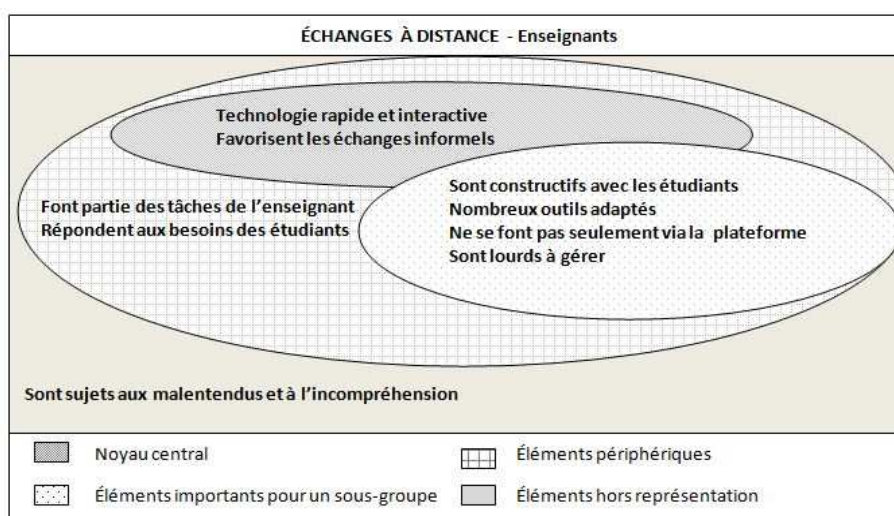 ÉCHANGES À DISTANCE - Enseignants
Technologie rapide et interactive
Favorisent les échanges informels
Sont constructifs avec les étudiants
Nombreux outils adaptés
Ne se font pas seulement via la plateforme
Sont lourds à gérer
Font partie des tâches de l'enseignant
Répondent aux besoins des étudiants
Sont sujets aux malentendus et à l'incompréhension
Noyau central
Éléments périphériques
Éléments importants pour un sous-groupe
Éléments hors représentation